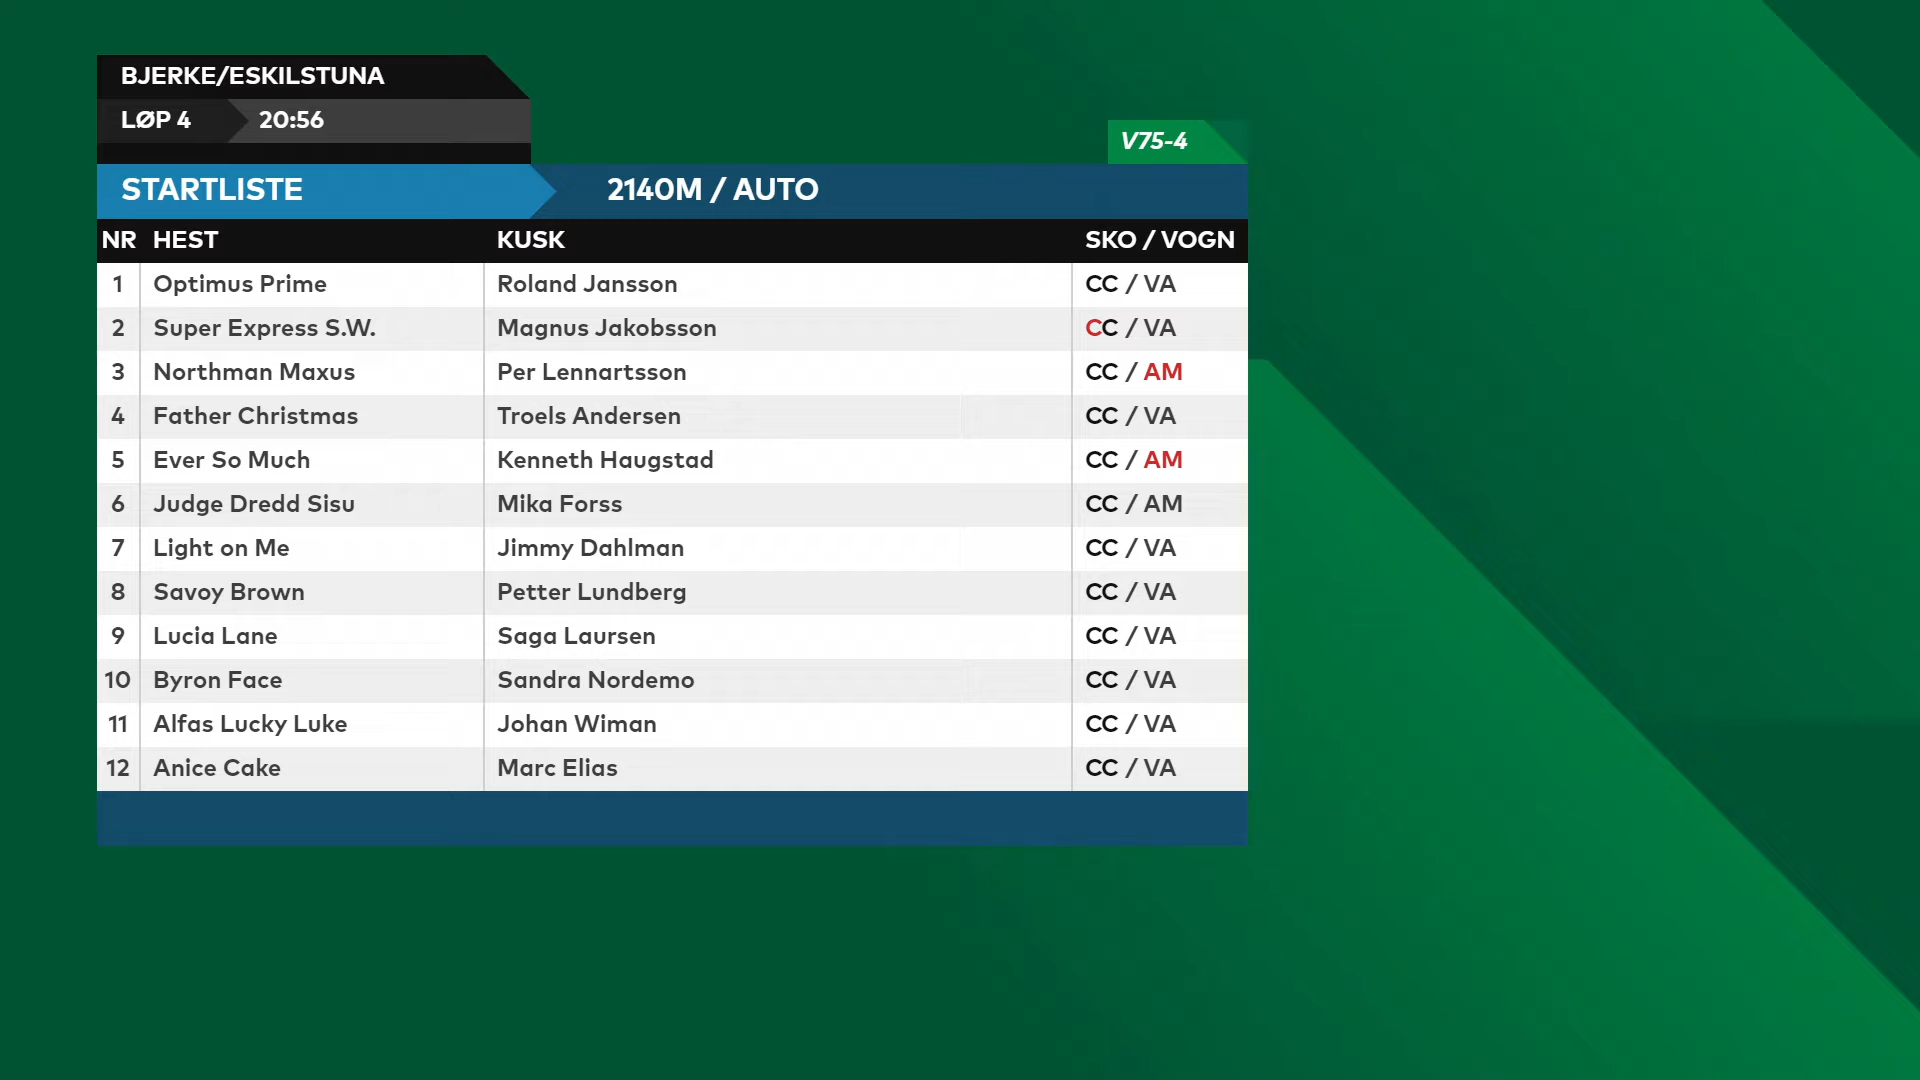 BJERKE/ESKILSTUNA
LØP 4 20:56
V75-4
STARTLISTE 2140M / AUTO
NR HEST KUSK SKO / VOGN
1 Optimus Prime Roland Jansson CC / VA
2 Super Express S.W. Magnus Jakobsson CC / VA
3 Northman Maxus Per Lennartsson CC / AM
4 Father Christmas Troels Andersen CC / VA
5 Ever So Much Kenneth Haugstad CC / AM
6 Judge Dredd Sisu Mika Forss CC / AM
7 Light on Me Jimmy Dahlman CC / VA
8 Savoy Brown Petter Lundberg CC / VA
9 Lucia Lane Saga Laursen CC / VA
10 Byron Face Sandra Nordemo CC / VA
11 Alfas Lucky Luke Johan Wiman CC / VA
12 Anice Cake Marc Elias CC / VA